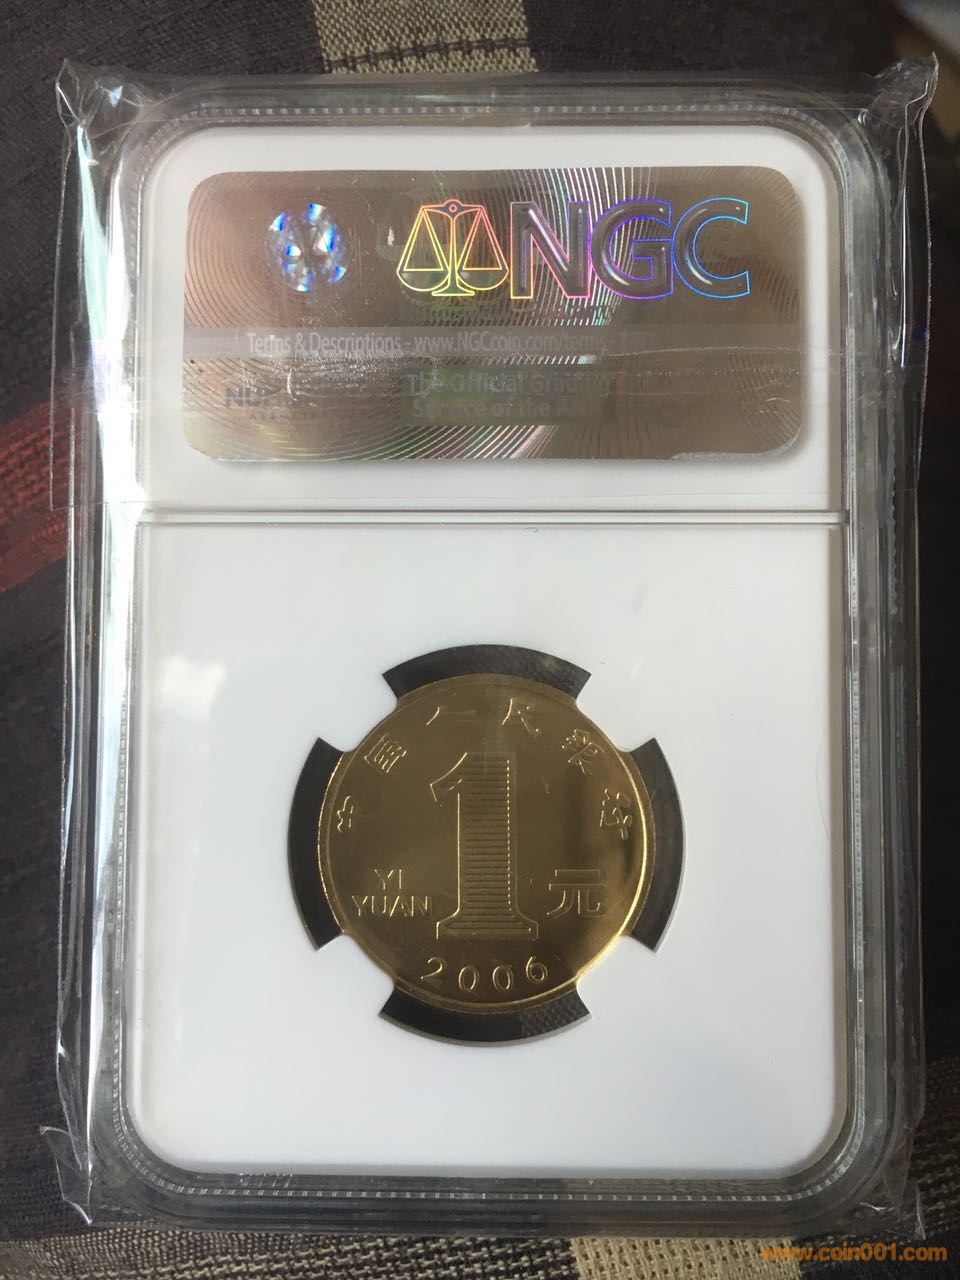 NGC
Terms & Descriptions - www.NGCcoin.com/terms
The Official Grading
Service of the ANA
中国人民银行
1
YI
YUAN
元
2006
www.coin001.com